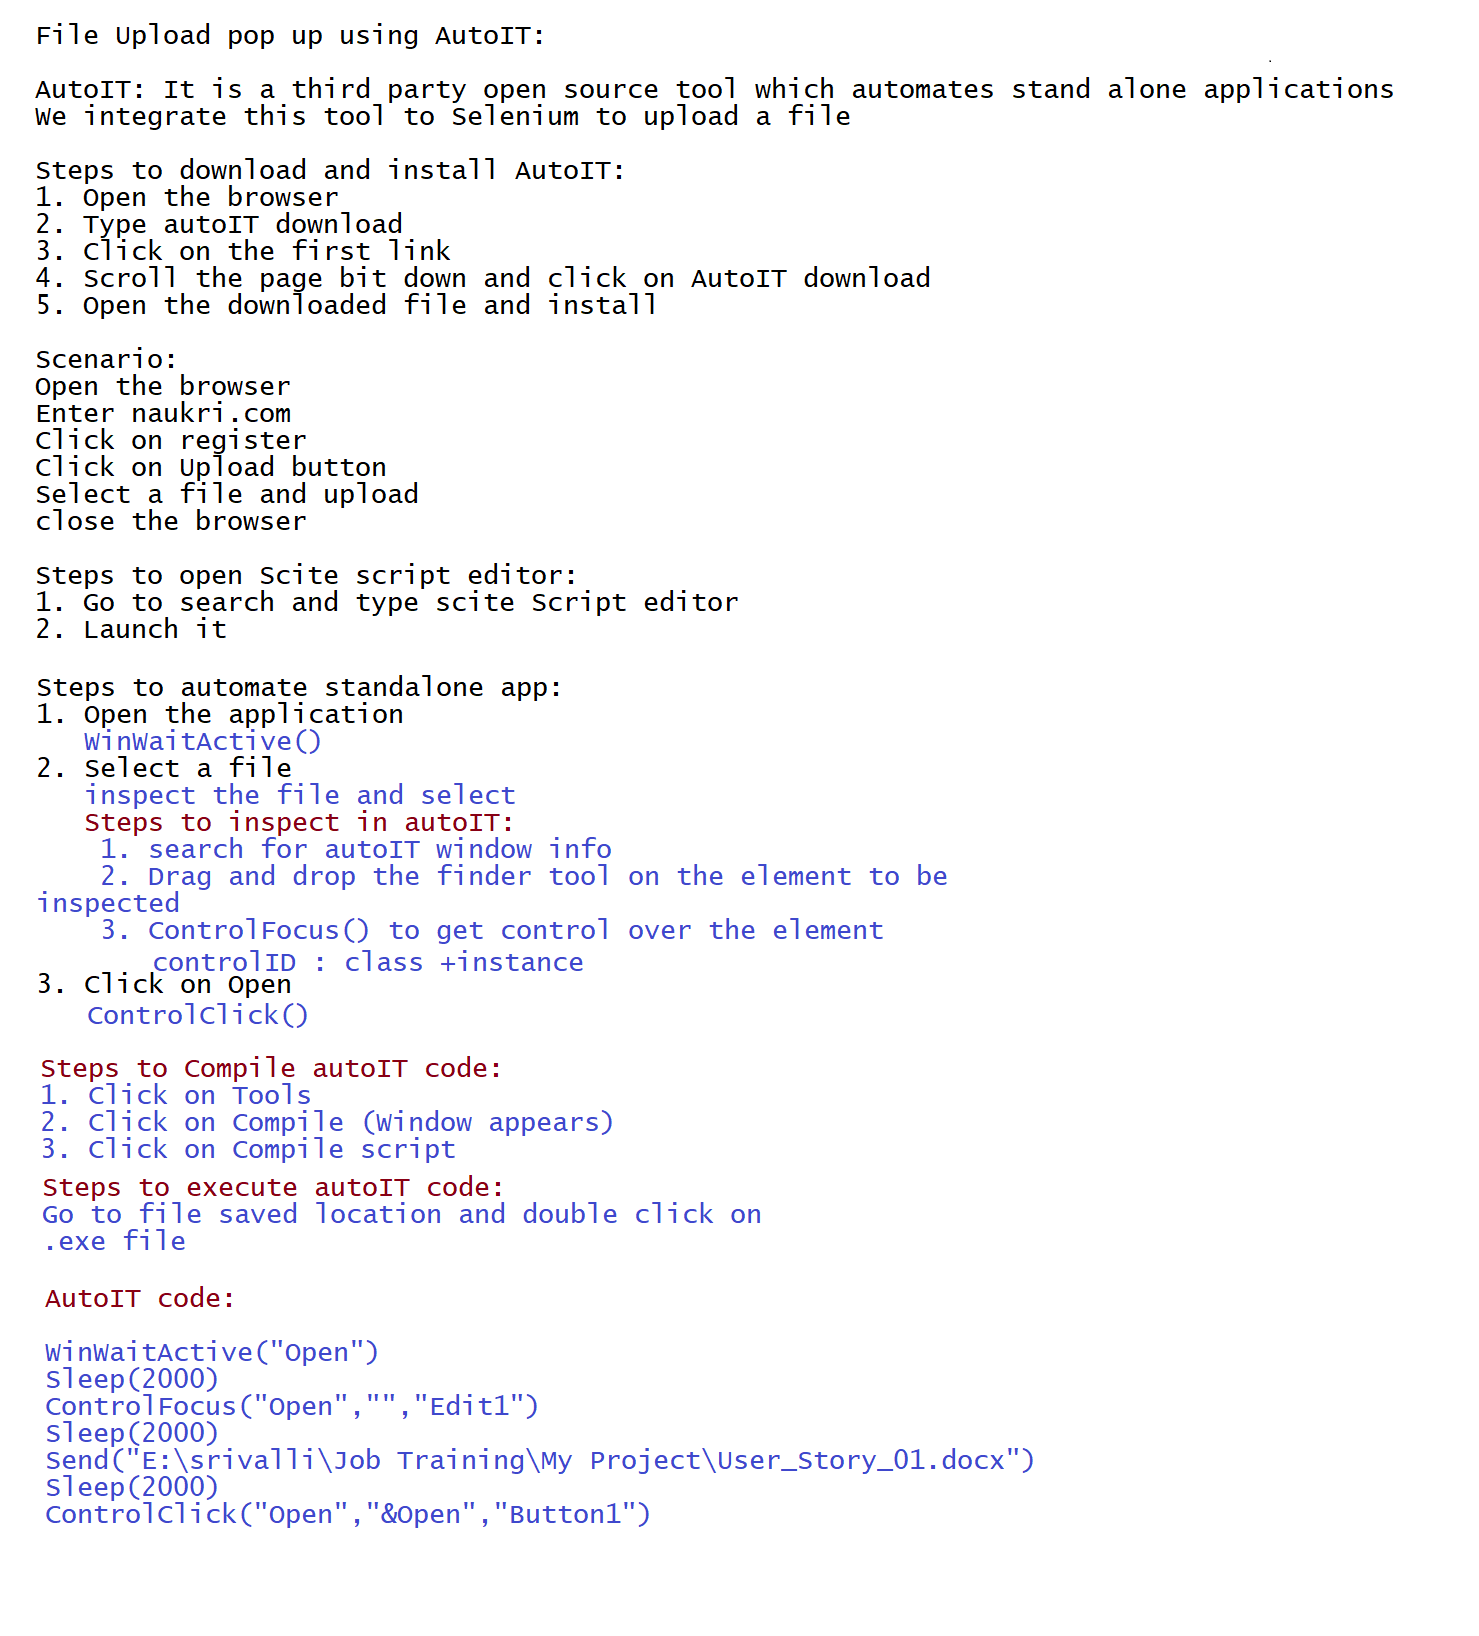 File Upload pop up using AutoIT:
AutoIT: It is a third party open source tool which automates stand alone applications
We integrate this tool to Selenium to upload a file
Steps to download and install AutoIT:
1. Open the browser
2. Type autoIT download
3. Click on the first link
4. Scroll the page bit down and click on AutoIT download
5. Open the downloaded file and install
Scenario:
Open the browser
Enter naukri.com
Click on register
Click on Upload button
Select a file and upload
close the browser
Steps to open Scite script editor:
1. Go to search and type scite Script editor
2. Launch it
Steps to automate standalone app:
1. Open the application
WinWaitActive()
2. Select a file
inspect the file and select
Steps to inspect in autoIT:
1. search for autoIT window info
2. Drag and drop the finder tool on the element to be
inspected
3. ControlFocus() to get control over the element
controlID : class +instance
3. Click on Open
ControlClick()
Steps to Compile autoIT code:
1. Click on Tools
2. Click on Compile (Window appears)
3. Click on Compile script
Steps to execute autoIT code:
Go to file saved location and double click on
.exe file
AutoIT code:
WinWaitActive("Open")
Sleep(2000)
ControlFocus("Open","","Edit1")
Sleep(2000)
Send("E:\srivalli\Job Training\My Project\User_Story_01.docx")
Sleep(2000)
ControlClick("Open","&Open","Button1")